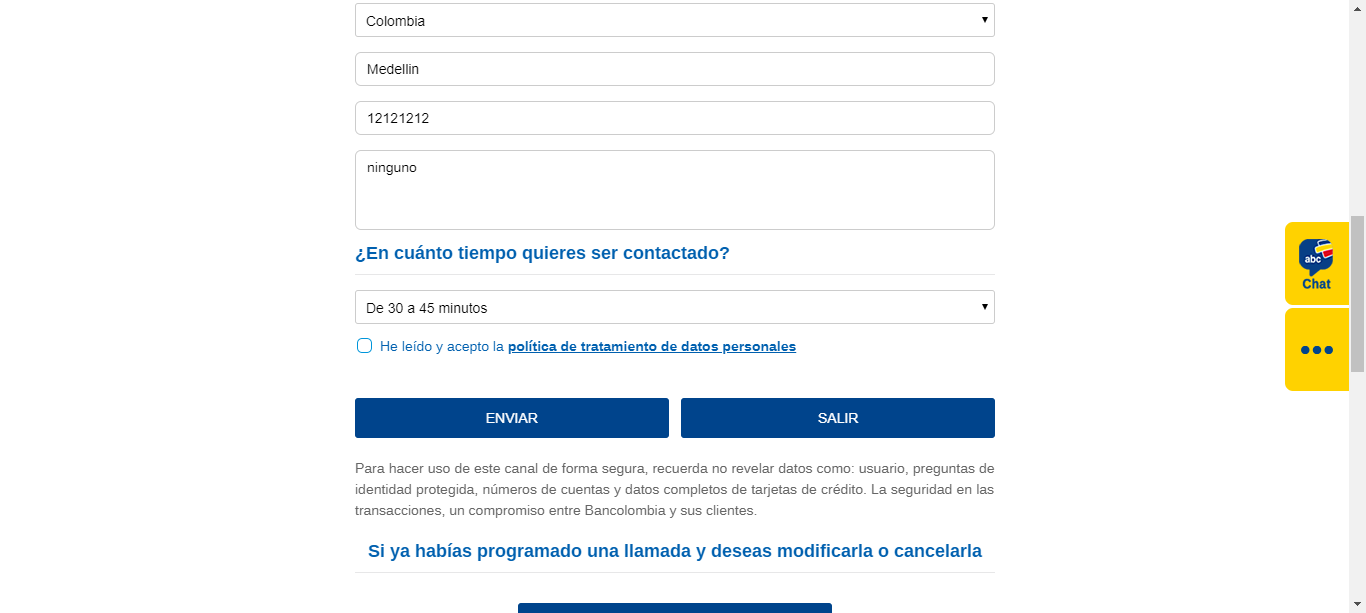 Colombia
Medellin
12121212
ninguno
¿En cuánto tiempo quieres ser contactado?
De 30 a 45 minutos
He leído y acepto la política de tratamiento de datos personales
ENVIAR
SALIR
Para hacer uso de este canal de forma segura, recuerda no revelar datos como: usuario, preguntas de
identidad protegida, números de cuentas y datos completos de tarjetas de crédito. La seguridad en las
transacciones, un compromiso entre Bancolombia y sus clientes.
Si ya habías programado una llamada y deseas modificarla o cancelarla
abc
Chat